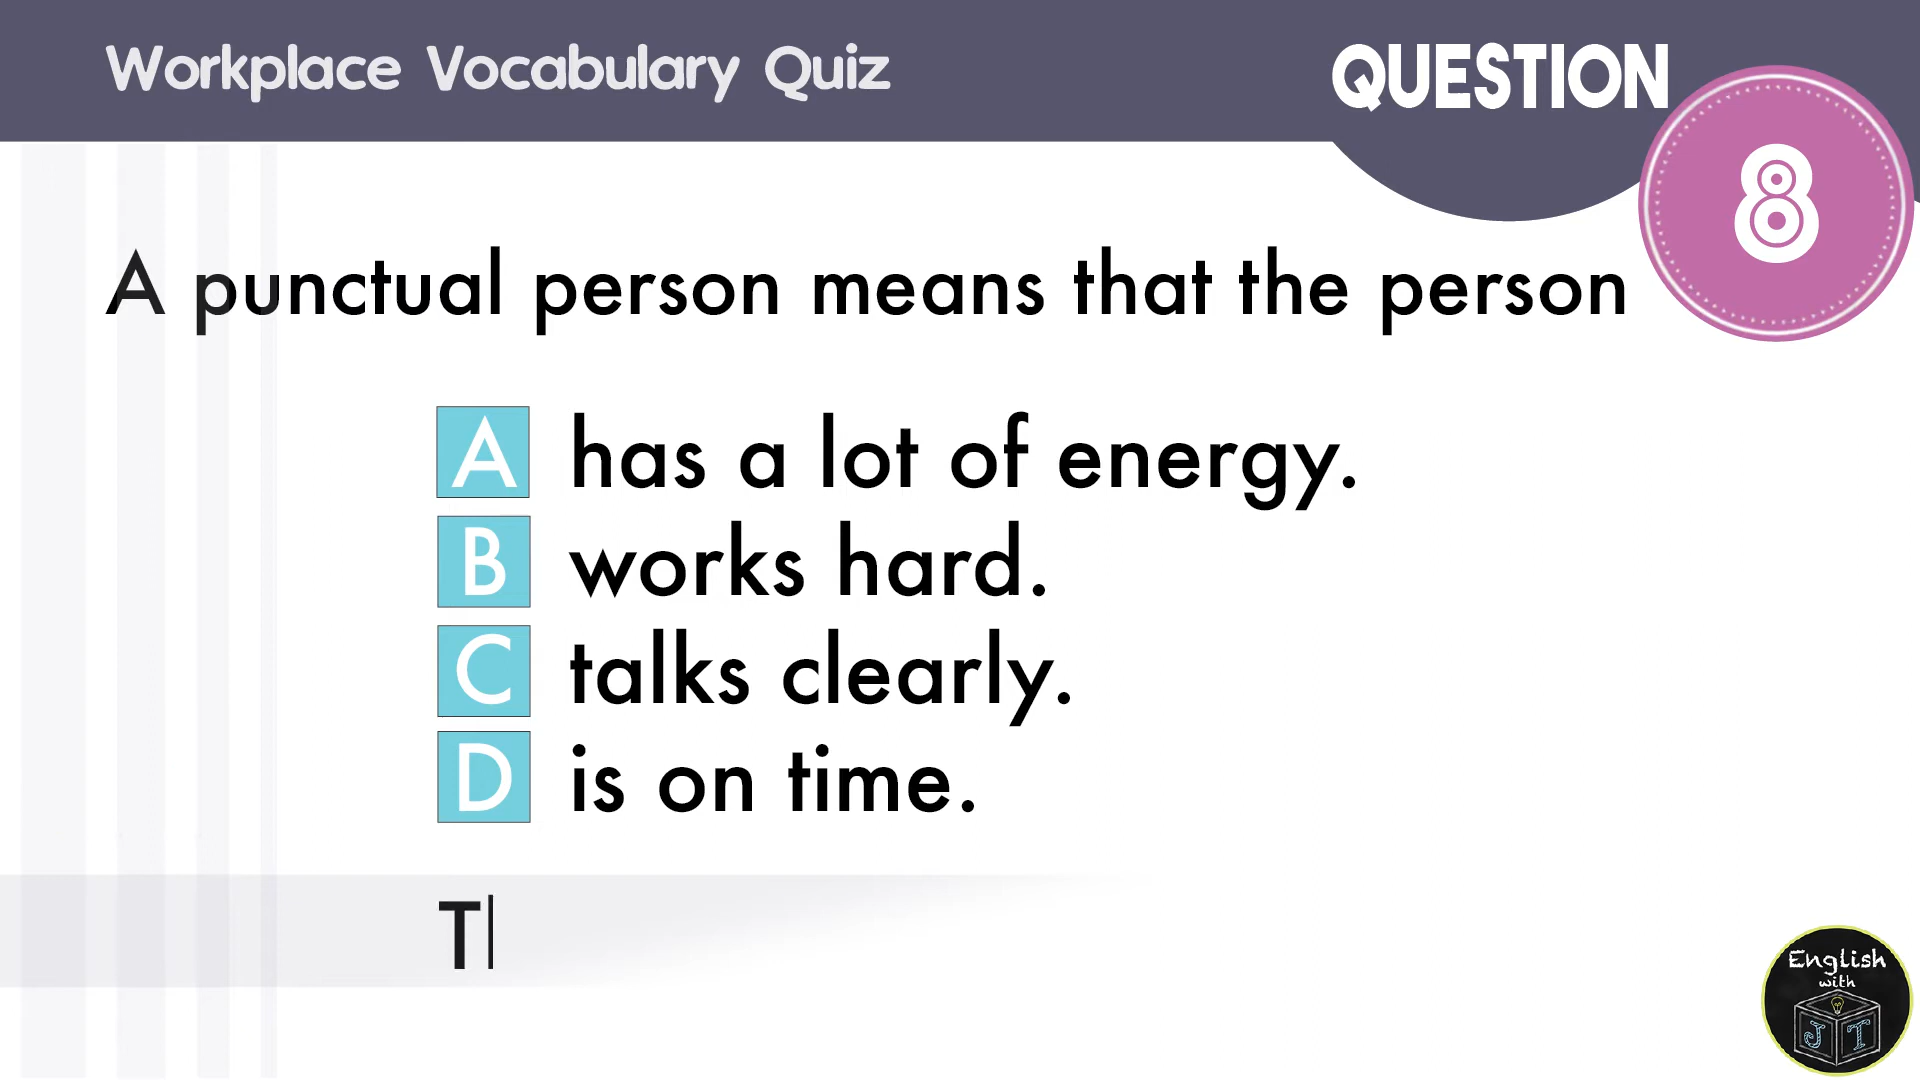 Workplace Vocabulary Quiz
QUESTION
8
A punctual person means that the person
A has a lot of energy.
B works hard.
C talks clearly.
D is on time.
T
English
with
J T